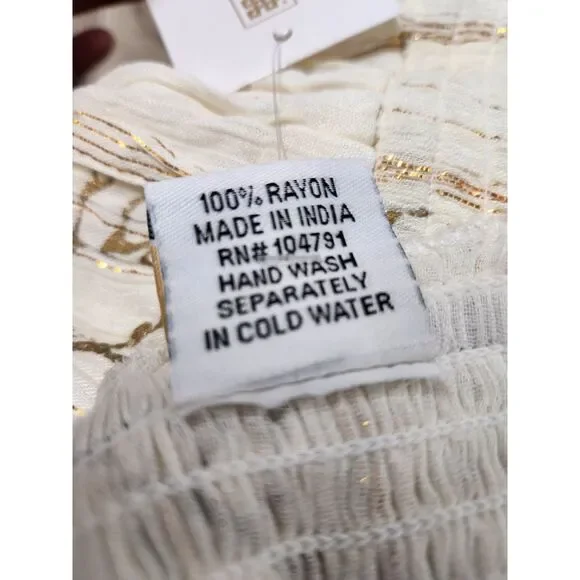 100% RAYON
MADE IN INDIA
RN# 104791
HAND WASH
SEPARATELY
IN COLD WATER